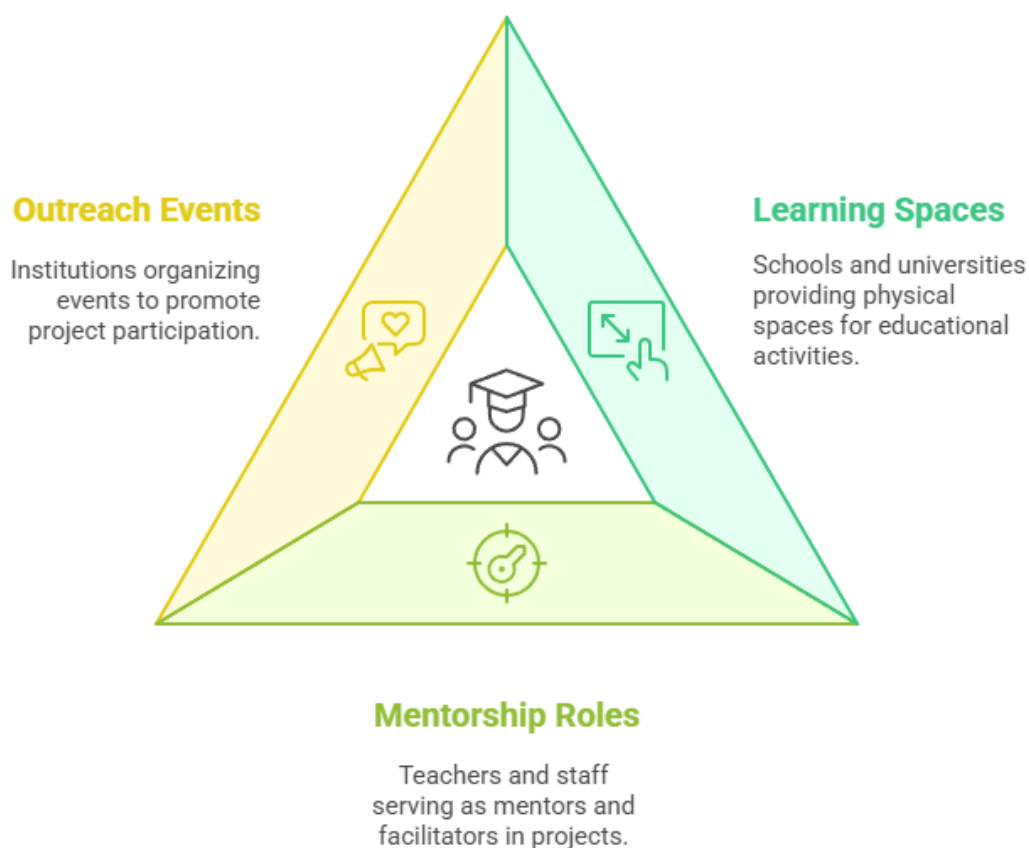 Outreach Events
Institutions organizing
events to promote
project participation.
Learning Spaces
Schools and universities
providing physical
spaces for educational
activities.
Mentorship Roles
Teachers and staff
serving as mentors and
facilitators in projects.